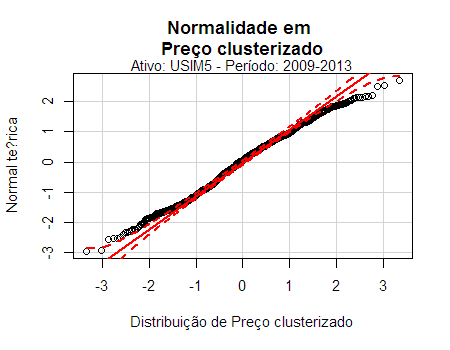 Normalidade em
Preço clusterizado
Ativo: USIM5 - Período: 2009-2013
Normal te?rica
2
1
0
-1
-2
-3
-3 -2 -1 0 1 2 3
Distribuição de Preço clusterizado